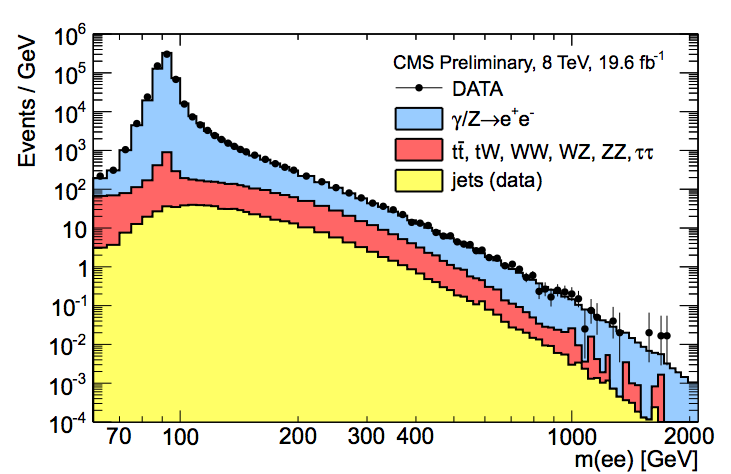 CMS Preliminary, 8 TeV, 19.6 fb⁻¹
DATA
γ/Z→e⁺e⁻
tt̄, tW, WW, WZ, ZZ, ττ
jets (data)
Events / GeV
10⁶
10⁵
10⁴
10³
10²
10
1
10⁻¹
10⁻²
10⁻³
10⁻⁴
70 100 200 300 400 1000 2000
m(ee) [GeV]